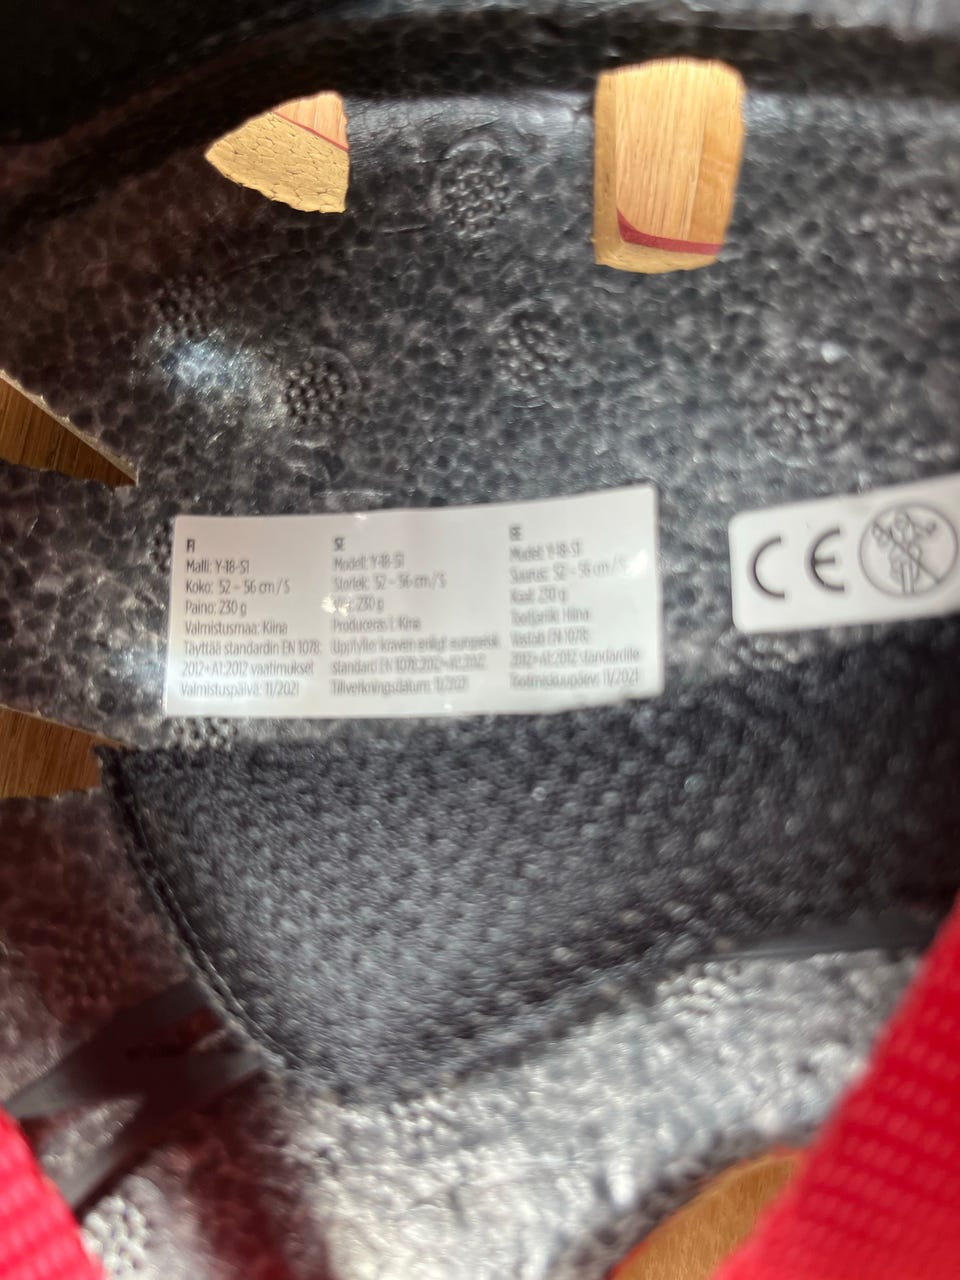 FI
Malli: Y-18-S1
Koko: 52 – 56 cm / S
Paino: 230 g
Valmistusmaa: Kiina
Täyttää standardin EN 1078:
2012+A1:2012 vaatimukset
Valmistuspäivä: 11/2021
SE
Modell: Y-18-S1
Storlek: 52 – 56 cm / S
230 g
Produceras i: Kina
Uppfyller kraven enligt europeisk
standard EN 1078:2012+A1:2012
Tillverkningsdatum: 11/2021
EE
Mudel: Y-18-S1
Suurus: 52 – 56 cm / S
Kaal: 230 g
Tootjariik: Hiina
Vastab EN 1078:
2012+A1:2012 standardile
Tootmiskuupäev: 11/2021
CE